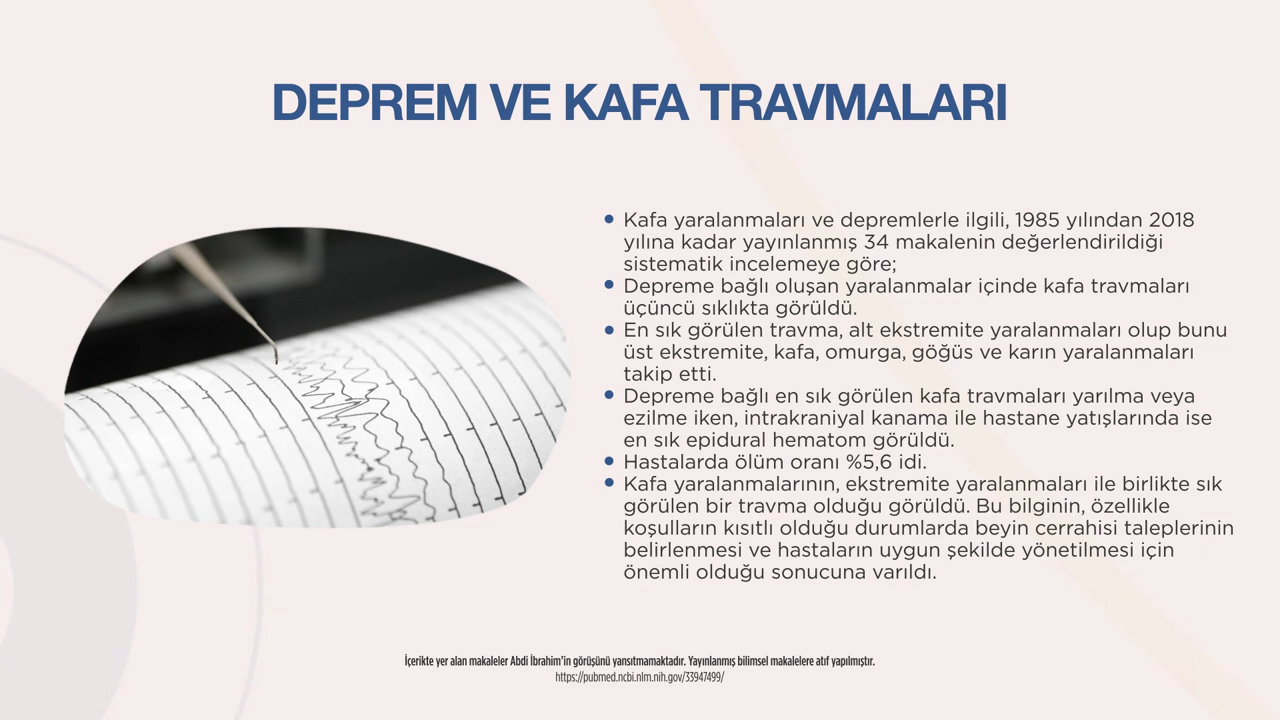 DEPREM VE KAFA TRAVMALARI
• Kafa yaralanmaları ve depremlerle ilgili, 1985 yılından 2018
yılına kadar yayınlanmış 34 makalenin değerlendirildiği
sistematik incelemeye göre;
• Depreme bağlı oluşan yaralanmalar içinde kafa travmaları
üçüncü sıklıkta görüldü.
• En sık görülen travma, alt ekstremite yaralanmaları olup bunu
üst ekstremite, kafa, omurga, göğüs ve karın yaralanmaları
takip etti.
• Depreme bağlı en sık görülen kafa travmaları yarılma veya
ezilme iken, intrakraniyal kanama ile hastane yatışlarında ise
en sık epidural hematom görüldü.
• Hastalarda ölüm oranı %5,6 idi.
• Kafa yaralanmalarının, ekstremite yaralanmaları ile birlikte sık
görülen bir travma olduğu görüldü. Bu bilginin, özellikle
koşulların kısıtlı olduğu durumlarda beyin cerrahisi taleplerinin
belirlenmesi ve hastaların uygun şekilde yönetilmesi için
önemli olduğu sonucuna varıldı.
İçerikte yer alan makaleler Abdi İbrahim'in görüşünü yansıtmamaktadır. Yayınlanmış bilimsel makalelere atıf yapılmıştır.
https://pubmed.ncbi.nlm.nih.gov/33947499/